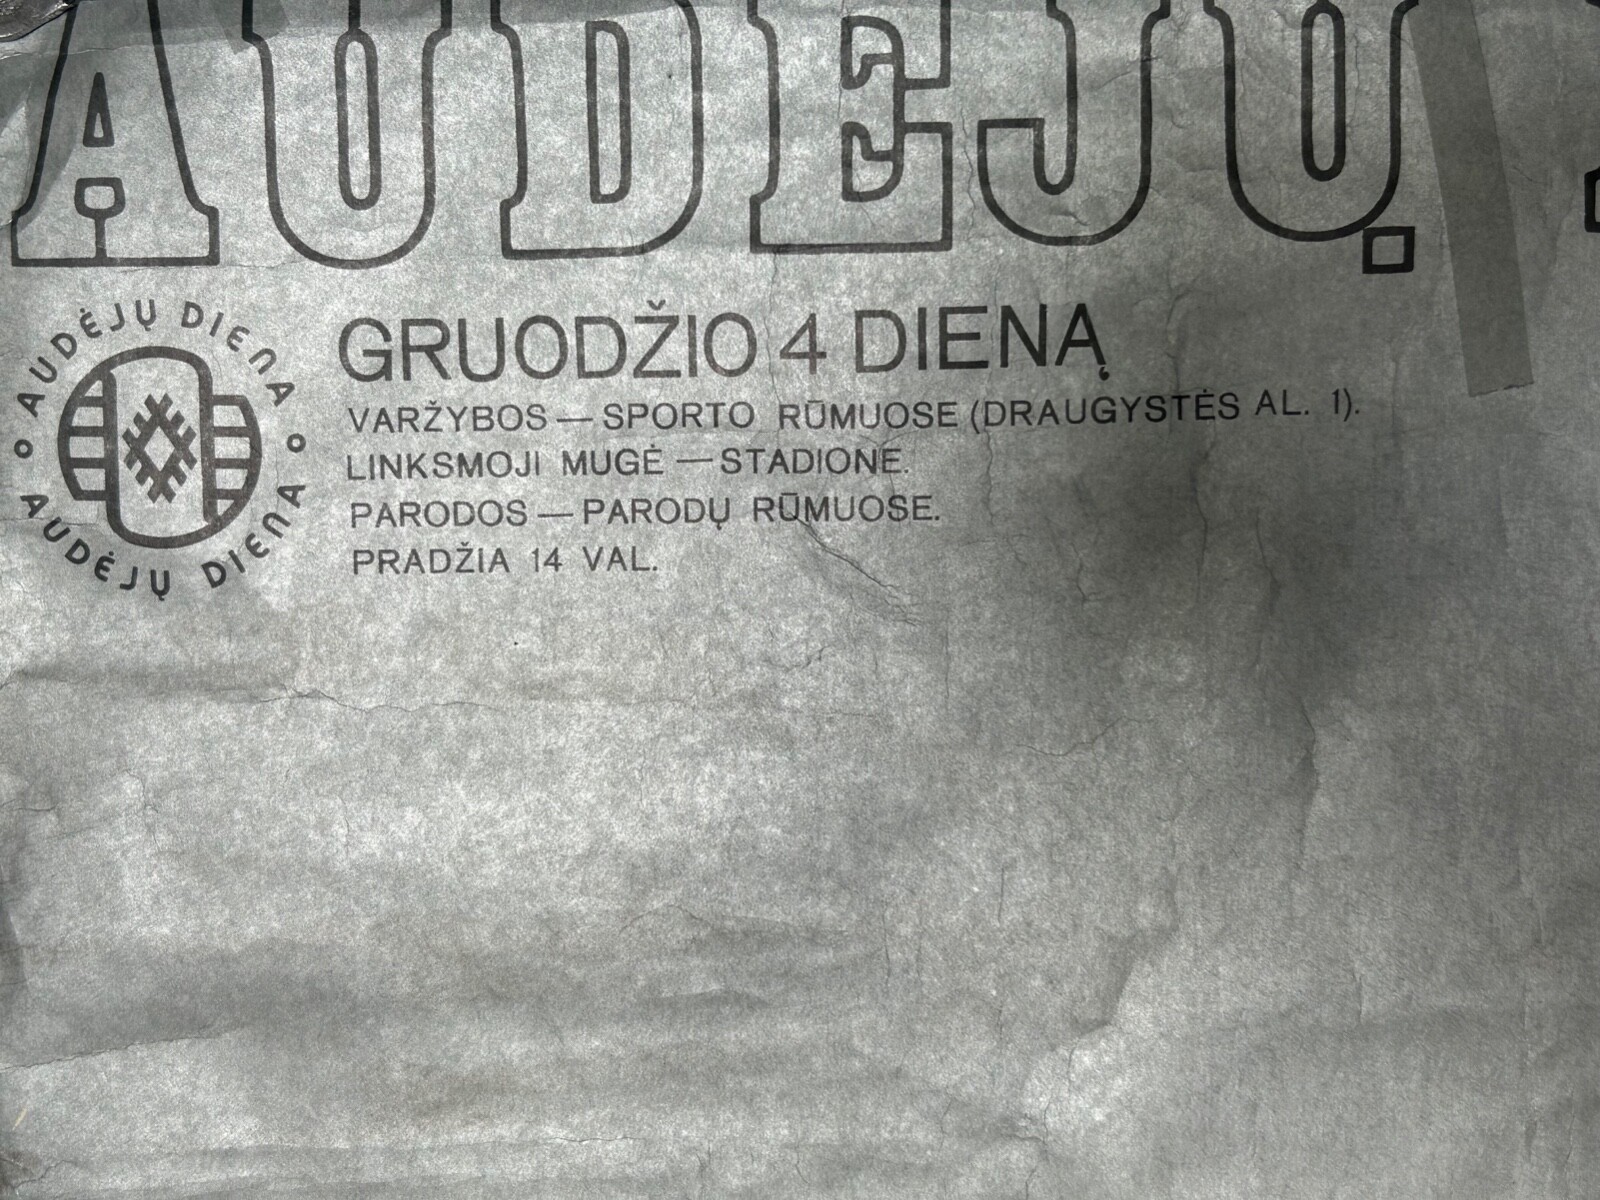 AUDĖJŲ
AUDĖJŲ DIENA
AUDĖJŲ DIENA
GRUODŽIO 4 DIENĄ
VARŽYBOS — SPORTO RŪMUOSE (DRAUGYSTĖS AL. 1).
LINKSMOJI MUGĖ — STADIONE.
PARODOS — PARODŲ RŪMUOSE.
PRADŽIA 14 VAL.